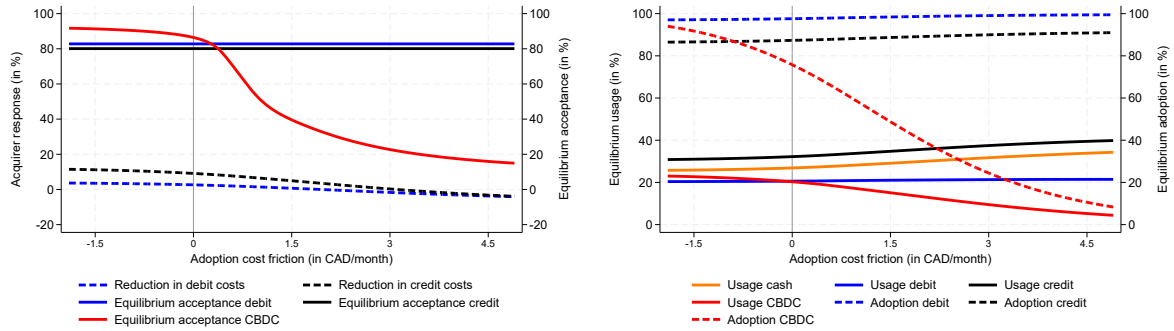 Acquirer response (in %)
100
80
60
40
20
0
-20
100
80
60
40
20
0
-20
Equilibrium acceptance (in %)
-1.5 0 1.5 3 4.5
Adoption cost friction (in CAD/month)
Reduction in debit costs Reduction in credit costs
Equilibrium acceptance debit Equilibrium acceptance credit
Equilibrium acceptance CBDC
Equilibrium usage (in %)
100
80
60
40
20
0
100
80
60
40
20
0
Equilibrium adoption (in %)
-1.5 0 1.5 3 4.5
Adoption cost friction (in CAD/month)
Usage cash Usage debit Usage credit
Usage CBDC Adoption debit Adoption credit
Adoption CBDC